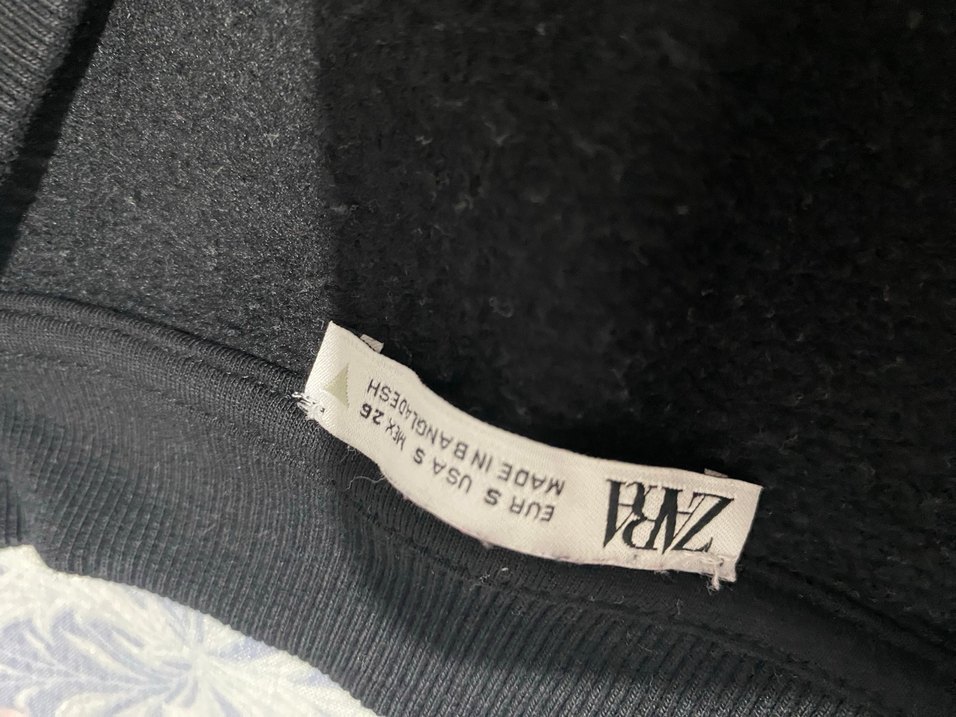 ZARA
EUR S USA S MEX 26
MADE IN BANGLADESH